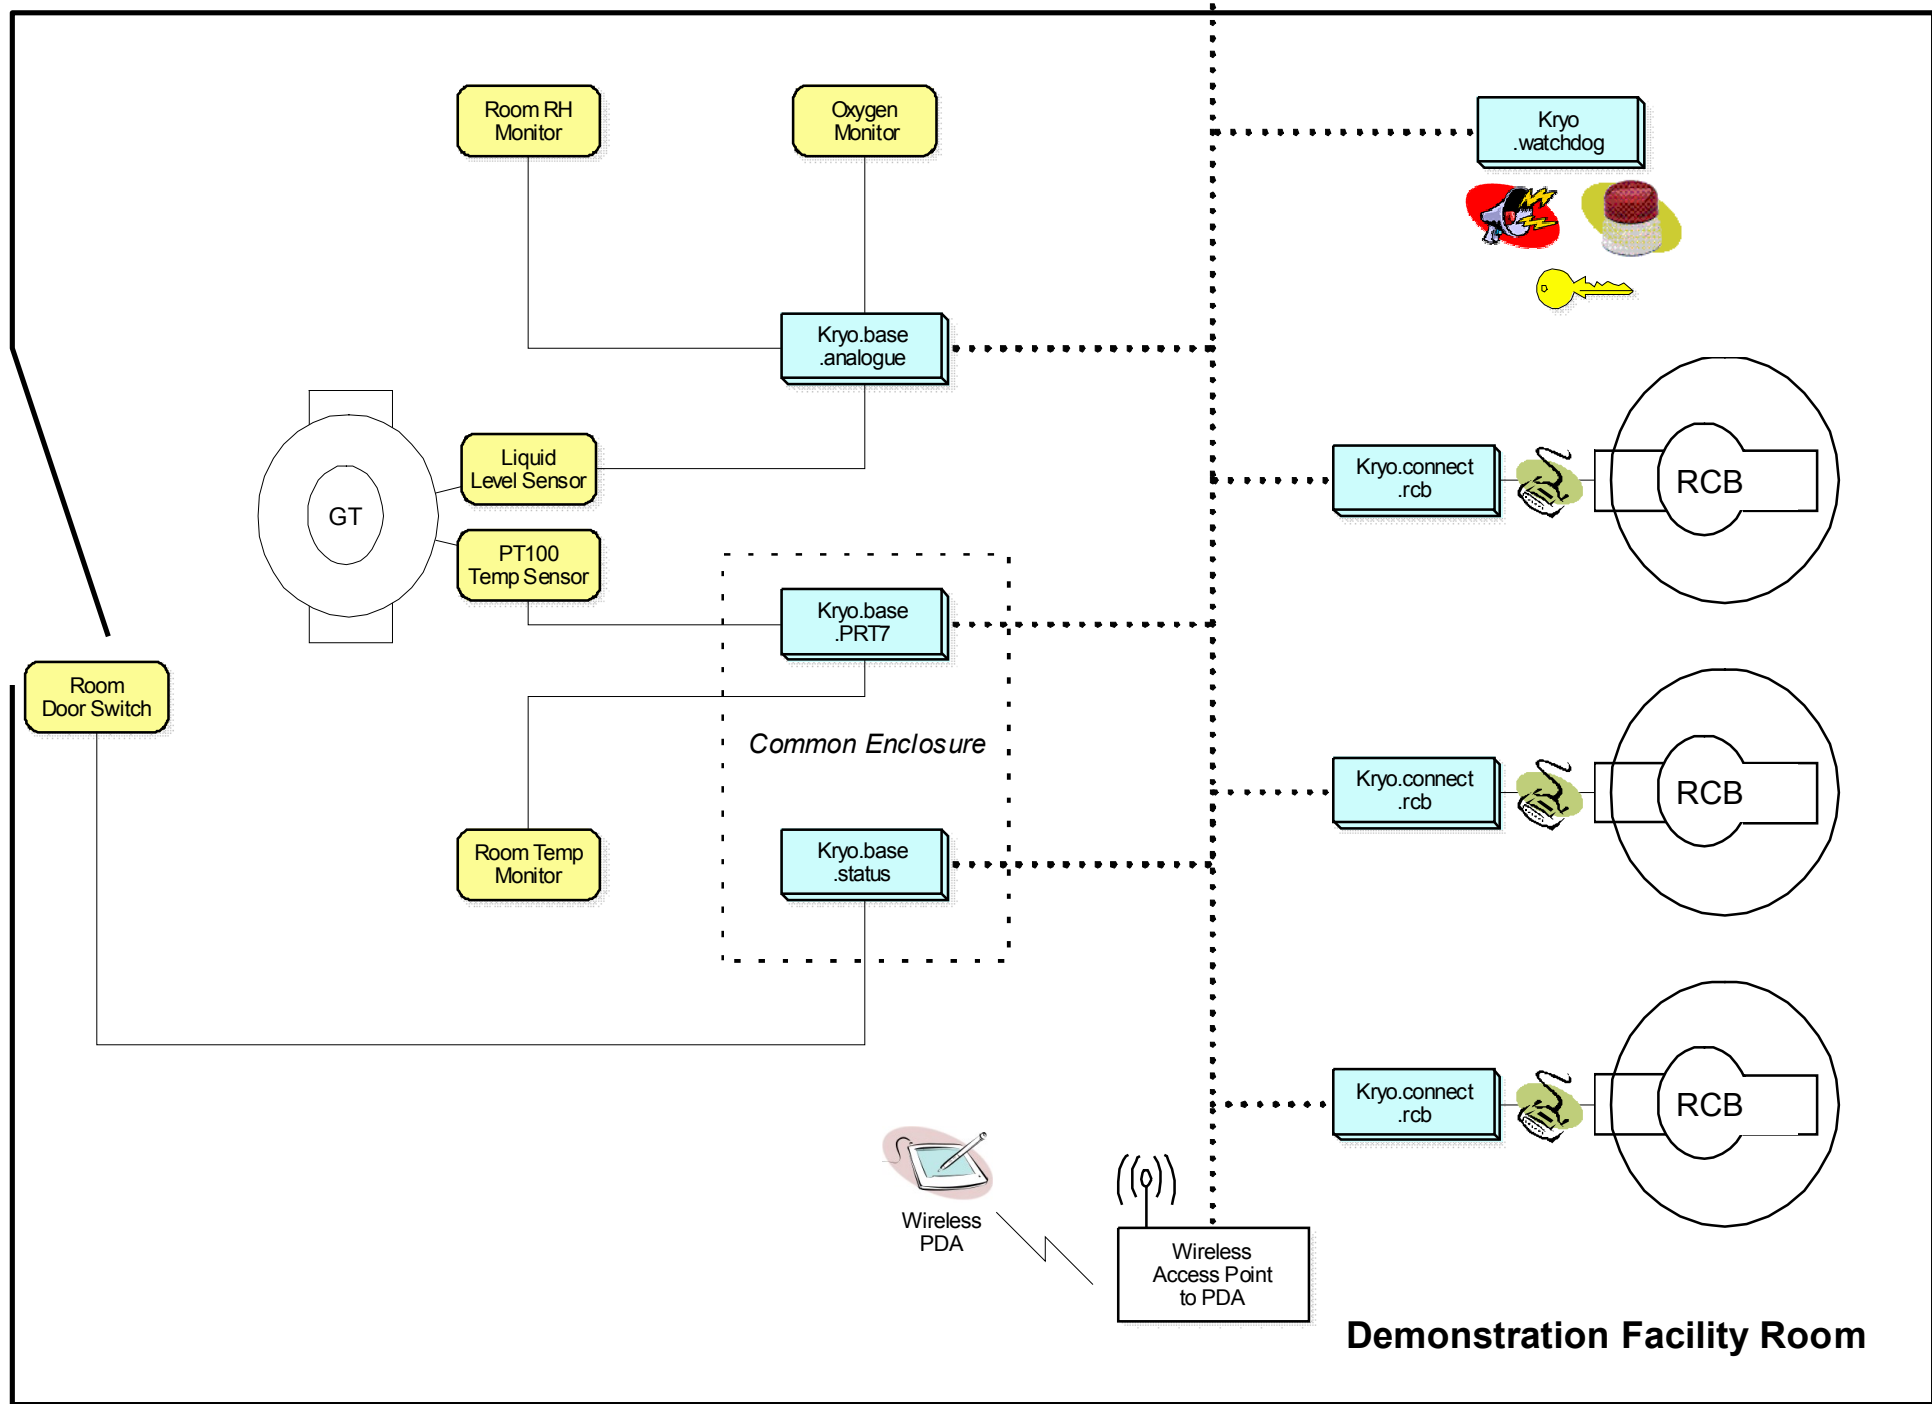 Room RH
Monitor
Oxygen
Monitor
Kryo
.watchdog
Kryo.base
.analogue
Liquid
Level Sensor
GT
PT100
Temp Sensor
Kryo.connect
.rcb
RCB
Kryo.base
.PRT7
Room
Door Switch
Common Enclosure
Kryo.connect
.rcb
RCB
Room Temp
Monitor
Kryo.base
.status
Kryo.connect
.rcb
RCB
Wireless
PDA
Wireless
Access Point
to PDA
Demonstration Facility Room